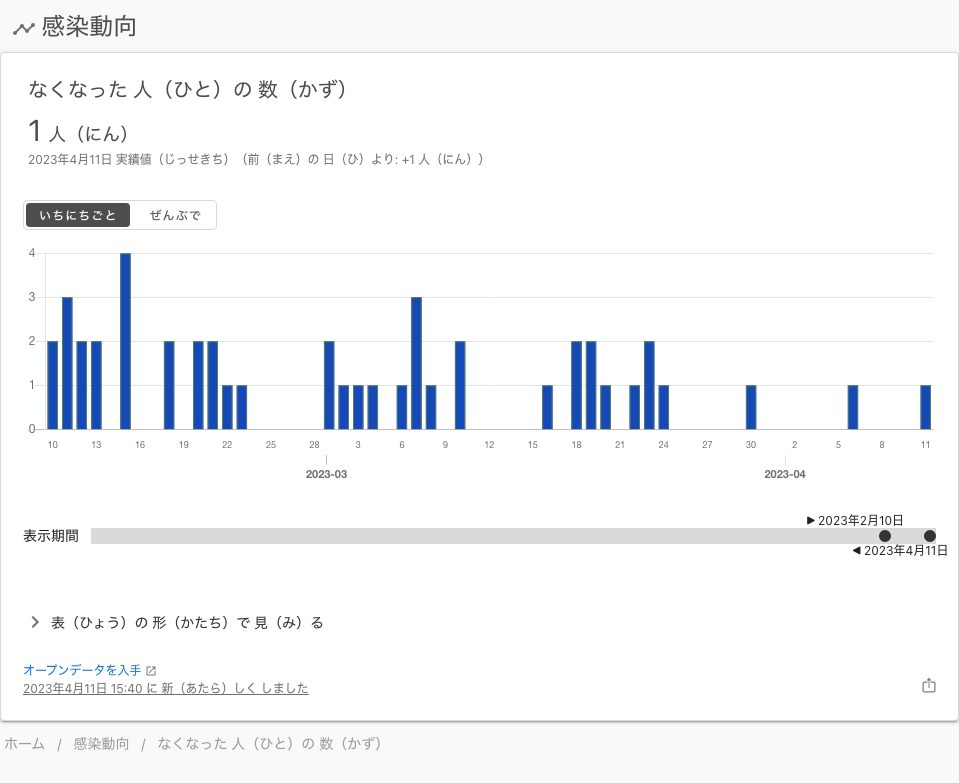 感染動向
なくなった 人（ひと）の 数（かず）
1 人（にん）
2023年4月11日 実績値（じっせきち）（前（まえ）の 日（ひ）より: +1 人（にん））
いちにちごと ぜんぶで
4
3
2
1
0
10 13 16 19 22 25 28 3 6 9 12 15 18 21 24 27 30 2 5 8 11
2023-03 2023-04
2023年2月10日
表示期間
2023年4月11日
表（ひょう）の 形（かたち）で 見（み）る
オープンデータを入手
2023年4月11日 15:40 に 新（あたら）しく しました
ホーム / 感染動向 / なくなった 人（ひと）の 数（かず）